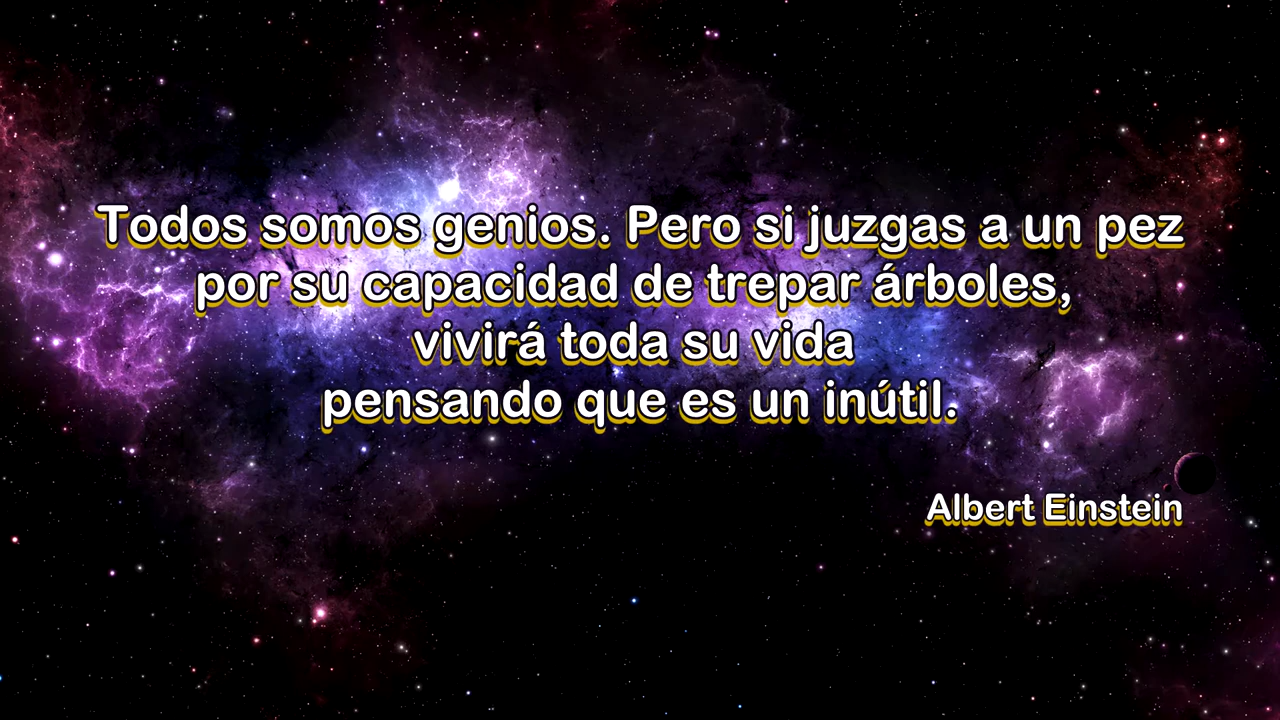 Todos somos genios. Pero si juzgas a un pez
por su capacidad de trepar árboles,
vivirá toda su vida
pensando que es un inútil.
Albert Einstein